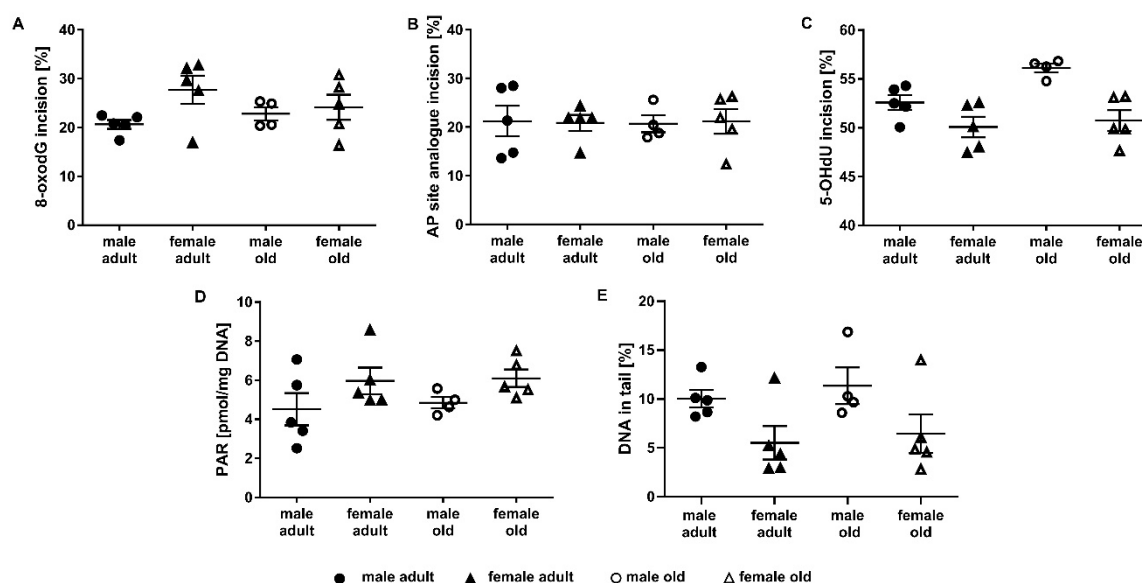 A
8-oxodG incision [%]
40
30
20
10
0
male adult
female adult
male old
female old
B
AP site analogue incision [%]
40
30
20
10
0
male adult
female adult
male old
female old
C
5-OHdU incision [%]
60
55
50
45
40
male adult
female adult
male old
female old
D
PAR [pmol/mg DNA]
10
8
6
4
2
0
male adult
female adult
male old
female old
E
DNA in tail [%]
20
15
10
5
0
male adult
female adult
male old
female old
male adult female adult male old female old